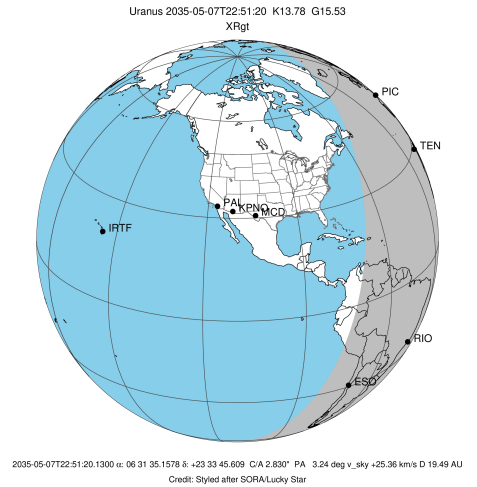 Uranus 2035-05-07T22:51:20 K13.78 G15.53
XRgt
PIC
TEN
PAL
KPNO
MCD
IRTF
RIO
ESO
2035-05-07T22:51:20.1300 α: 06 31 35.1578 δ: +23 33 45.609 C/A 2.830" PA 3.24 deg v_sky +25.36 km/s D 19.49 AU
Credit: Styled after SORA/Lucky Star